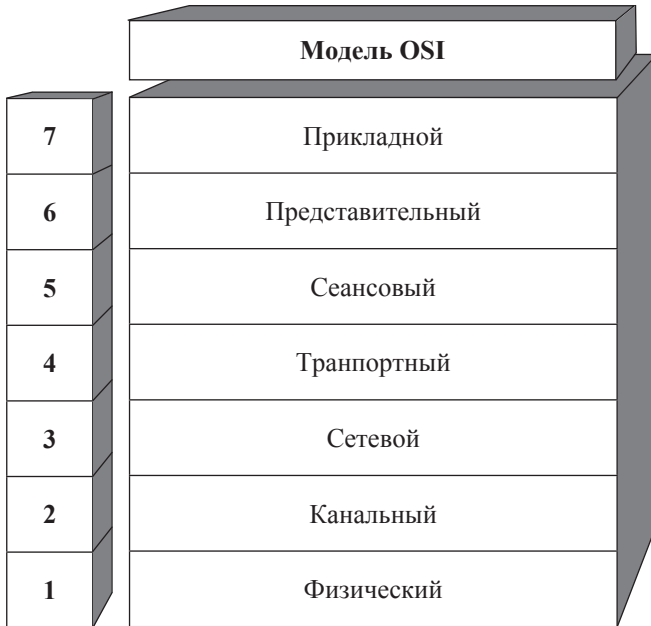 Модель OSI
7 Прикладной
6 Представительный
5 Сеансовый
4 Транпортный
3 Сетевой
2 Канальный
1 Физический